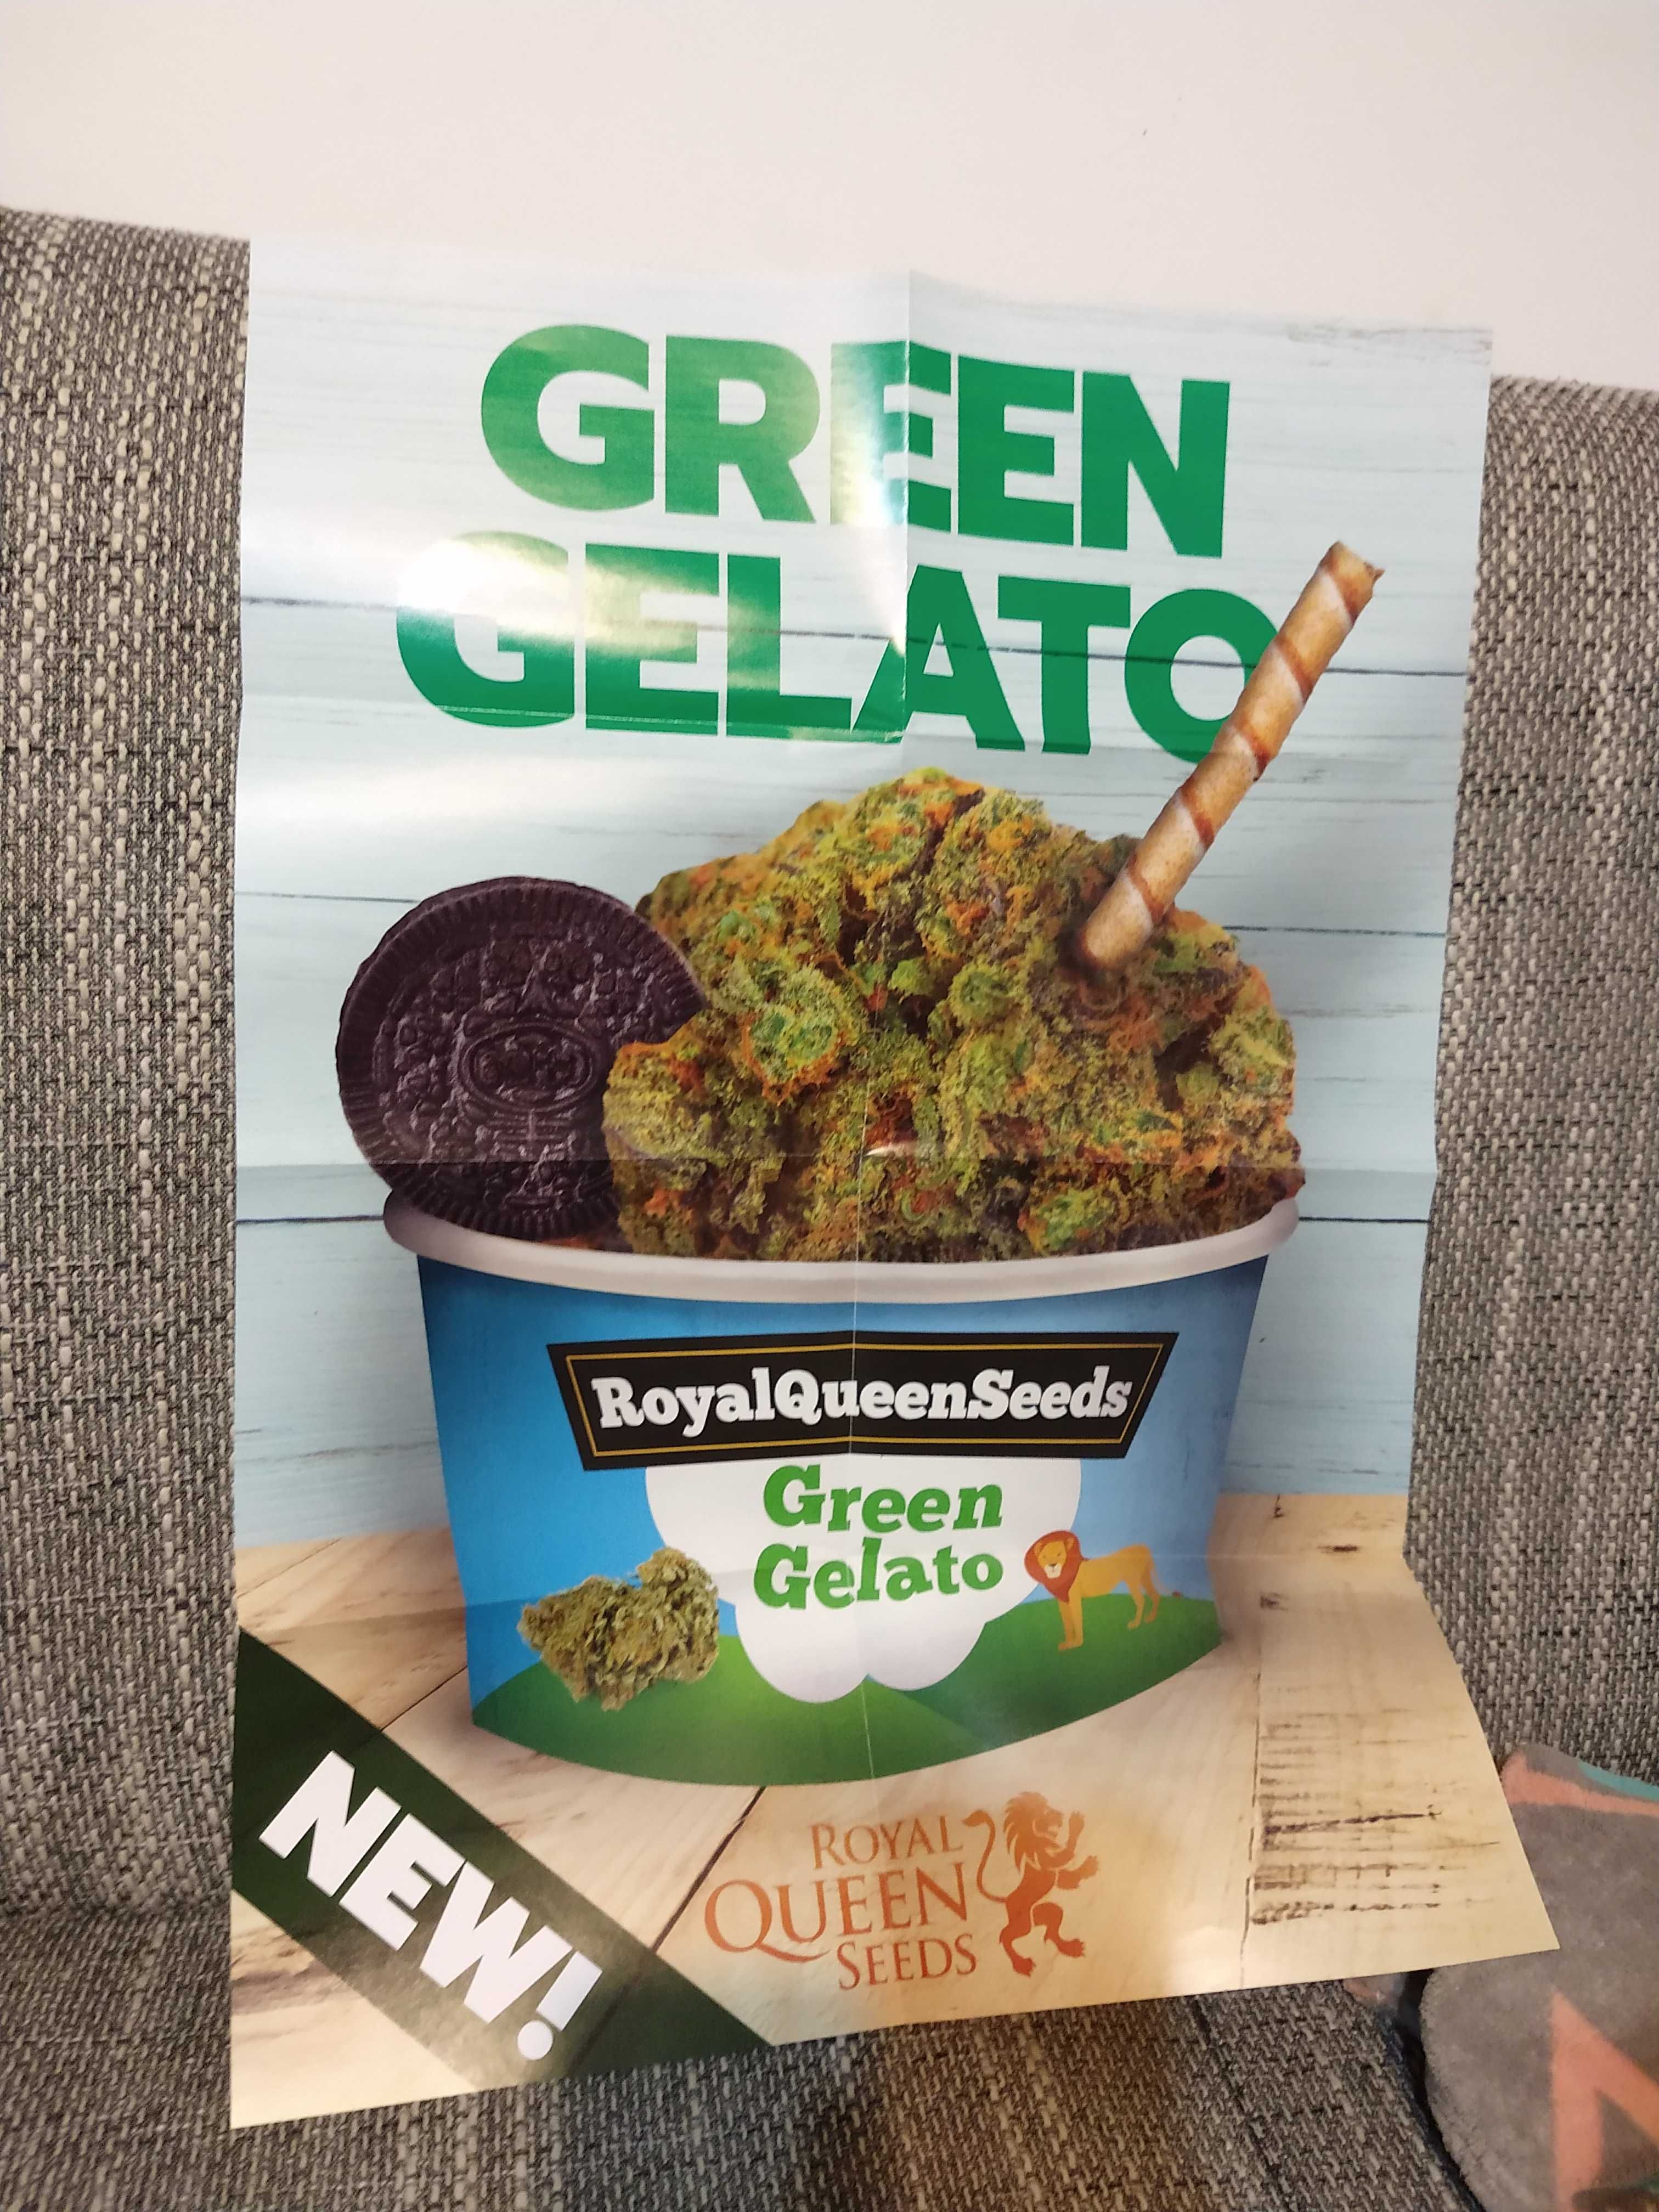 GREEN
GELATO
RoyalQueenSeeds
Green
Gelato
NEW!
ROYAL
QUEEN
SEEDS